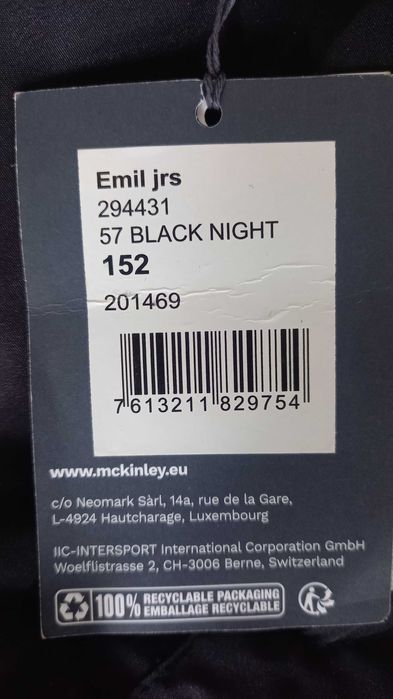 Emil jrs
294431
57 BLACK NIGHT
152
201469
7 613211 829754
www.mckinley.eu
c/o Neomark Sàrl, 14a, rue de la Gare,
L-4924 Hautcharage, Luxembourg
IIC-INTERSPORT International Corporation GmbH
Woelflistrasse 2, CH-3006 Berne, Switzerland
100% RECYCLABLE PACKAGING
EMBALLAGE RECYCLABLE